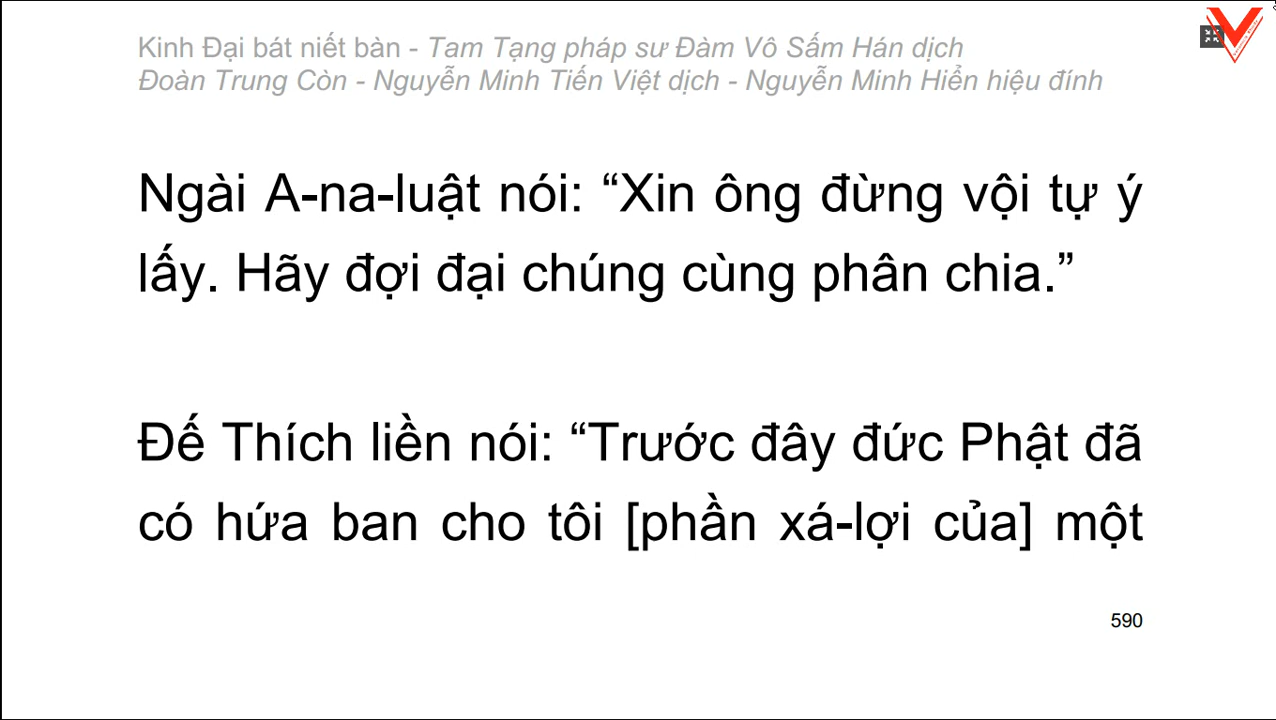 Kinh Đại bát niết bàn - Tam Tạng pháp sư Đàm Vô Sấm Hán dịch
Đoàn Trung Còn - Nguyễn Minh Tiến Việt dịch - Nguyễn Minh Hiển hiệu đính
Ngài A-na-luật nói: “Xin ông đừng vội tự ý
lấy. Hãy đợi đại chúng cùng phân chia.”
Đế Thích liền nói: “Trước đây đức Phật đã
có hứa ban cho tôi [phần xá-lợi của] một
590